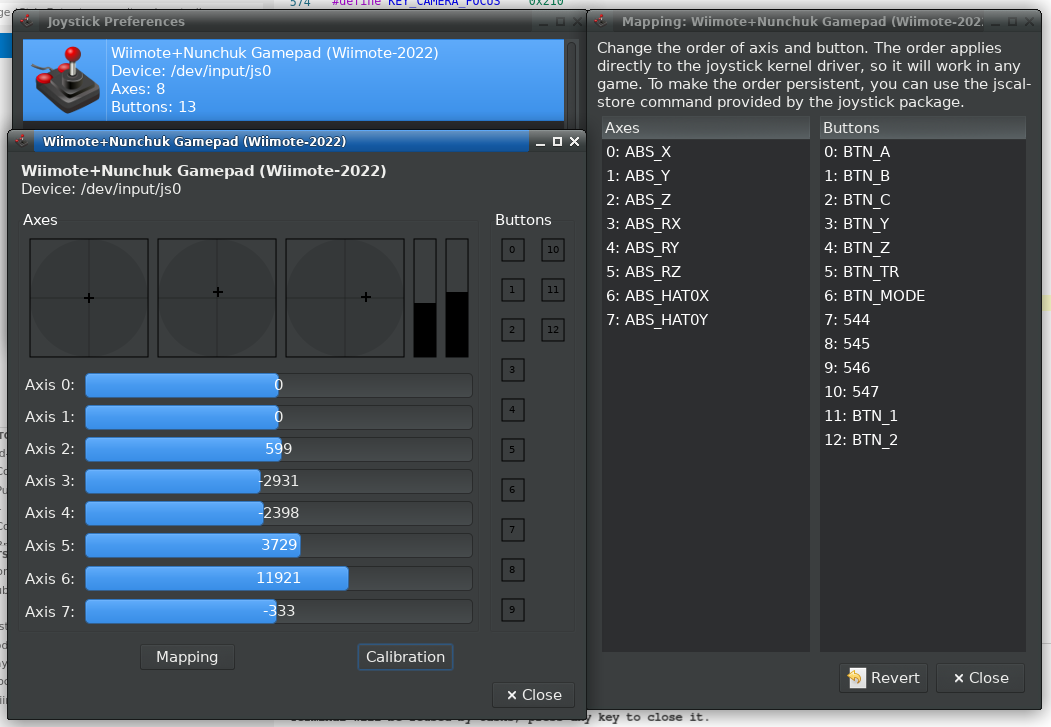 574 #define KEY_CAMERA_FOCUS 0x210
Joystick Preferences
Wiimote+Nunchuk Gamepad (Wiimote-2022)
Device: /dev/input/js0
Axes: 8
Buttons: 13
Wiimote+Nunchuk Gamepad (Wiimote-2022)
Wiimote+Nunchuk Gamepad (Wiimote-2022)
Device: /dev/input/js0
Axes
Buttons
0 10
1 11
2 12
3
4
5
6
7
8
9
Axis 0: 0
Axis 1: 0
Axis 2: 599
Axis 3: -2931
Axis 4: -2398
Axis 5: 3729
Axis 6: 11921
Axis 7: -333
Mapping
Calibration
Close
Mapping: Wiimote+Nunchuk Gamepad (Wiimote-202
Change the order of axis and button. The order applies
directly to the joystick kernel driver, so it will work in any
game. To make the order persistent, you can use the jscal-
store command provided by the joystick package.
Axes
0: ABS_X
1: ABS_Y
2: ABS_Z
3: ABS_RX
4: ABS_RY
5: ABS_RZ
6: ABS_HAT0X
7: ABS_HAT0Y
Buttons
0: BTN_A
1: BTN_B
2: BTN_C
3: BTN_Y
4: BTN_Z
5: BTN_TR
6: BTN_MODE
7: 544
8: 545
9: 546
10: 547
11: BTN_1
12: BTN_2
Revert
Close
key to close it.